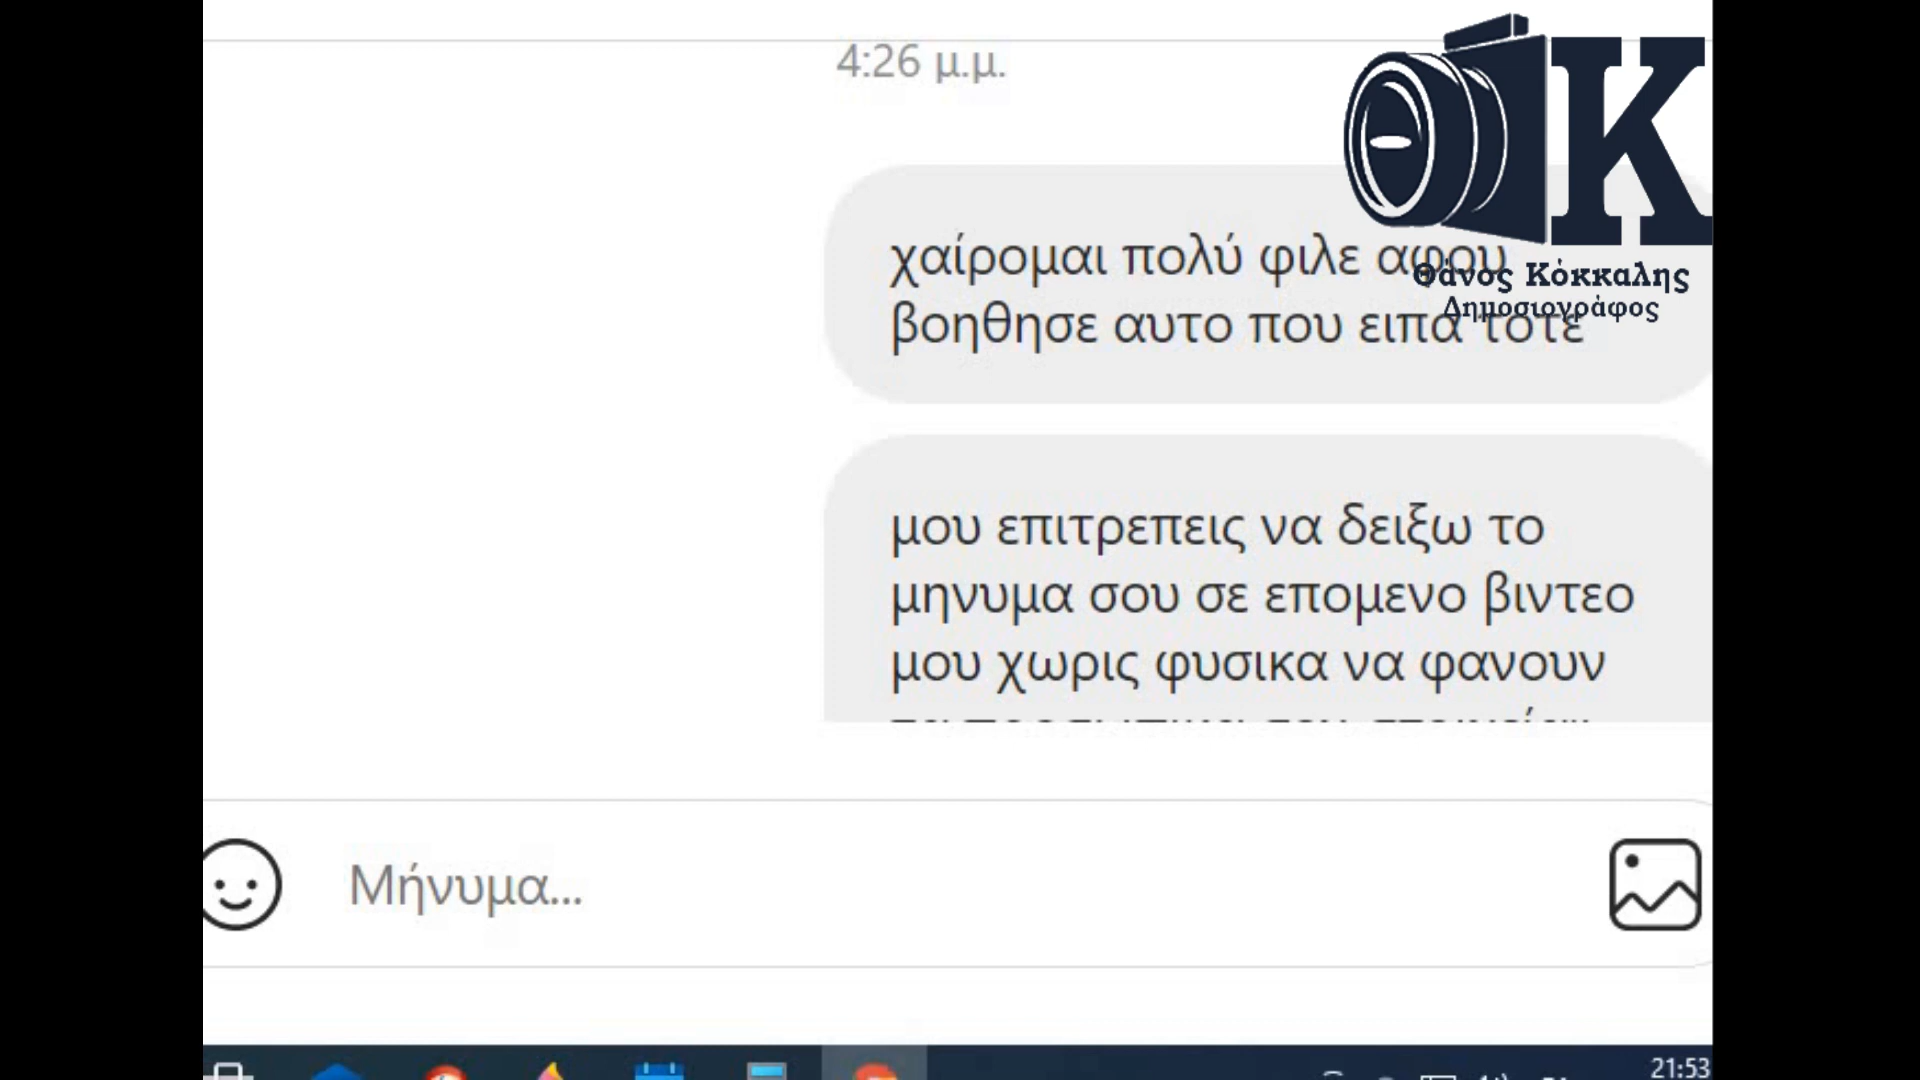 4:26 μ.μ.
ΘK
Θάνος Κόκκαλης
Δημοσιογράφος
χαίρομαι πολύ φιλε αφου
βοηθησε αυτο που ειπα τοτε
μου επιτρεπεις να δειξω το
μηνυμα σου σε επομενο βιντεο
μου χωρις φυσικα να φανουν
Μήνυμα...
21:53